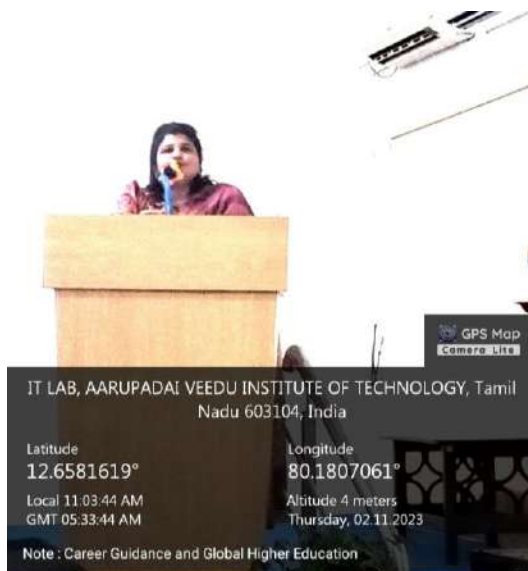 GPS Map
Camera Lite
IT LAB, AARUPADAI VEEDU INSTITUTE OF TECHNOLOGY, Tamil
Nadu 603104, India
Latitude
Longitude
12.6581619°
80.1807061°
Local 11:03:44 AM
Altitude 4 meters
GMT 05:33:44 AM
Thursday, 02.11.2023
Note : Career Guidance and Global Higher Education